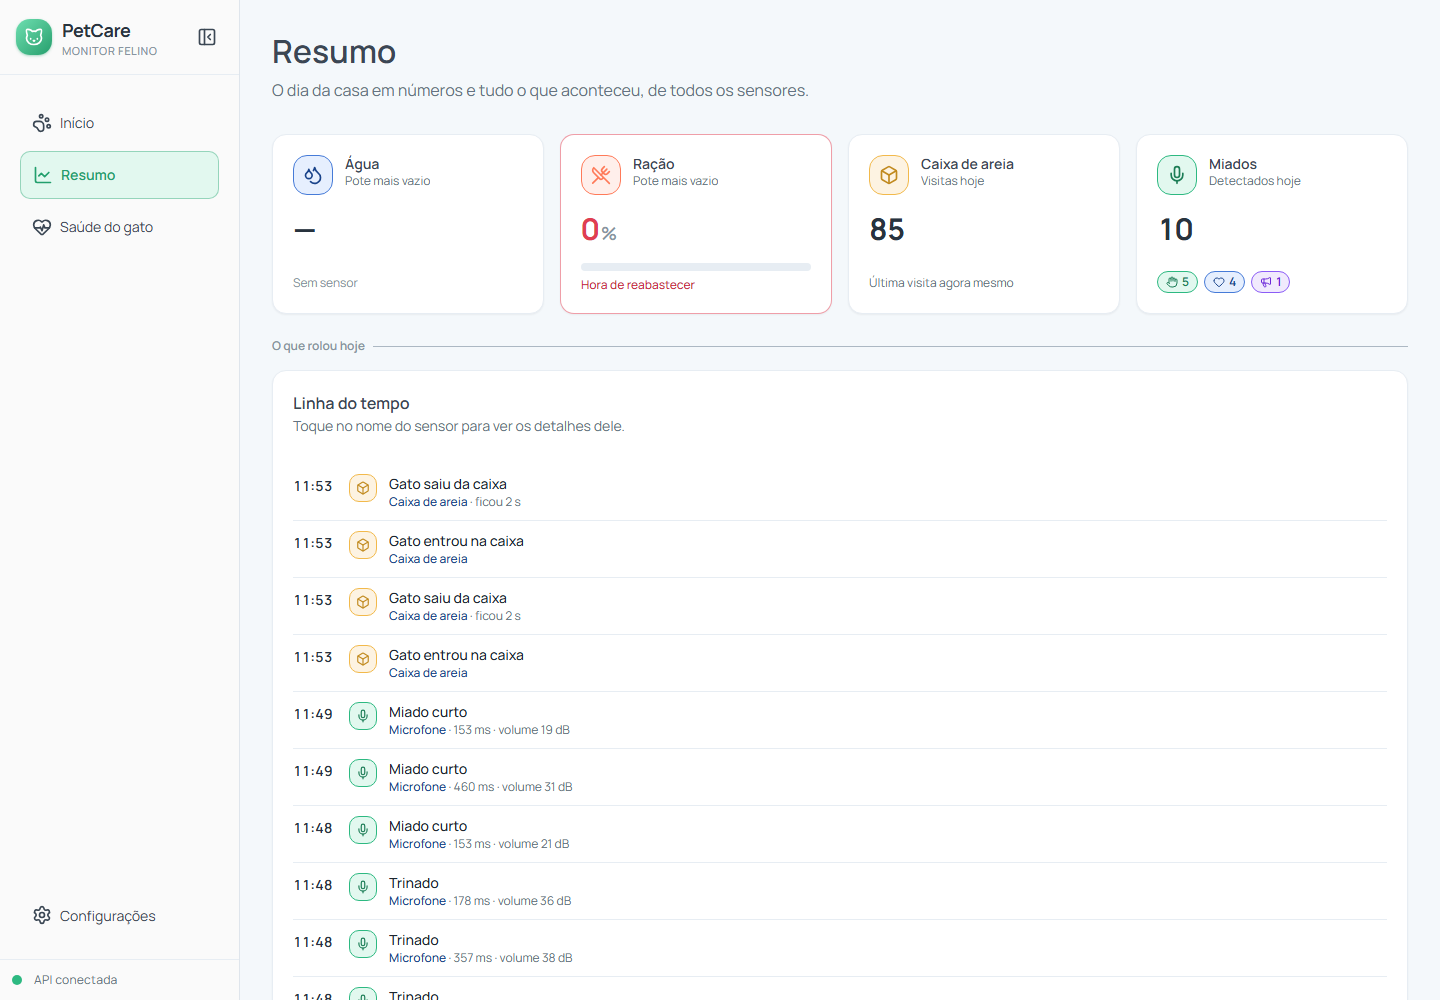 PetCare
MONITOR FELINO
Início
Resumo
Saúde do gato
Configurações
API conectada
Resumo
O dia da casa em números e tudo o que aconteceu, de todos os sensores.
Água
Pote mais vazio
—
Sem sensor
Ração
Pote mais vazio
0%
Hora de reabastecer
Caixa de areia
Visitas hoje
85
Última visita agora mesmo
Miados
Detectados hoje
10
5 4 1
O que rolou hoje
Linha do tempo
Toque no nome do sensor para ver os detalhes dele.
11:53 Gato saiu da caixa
Caixa de areia · ficou 2 s
11:53 Gato entrou na caixa
Caixa de areia
11:53 Gato saiu da caixa
Caixa de areia · ficou 2 s
11:53 Gato entrou na caixa
Caixa de areia
11:49 Miado curto
Microfone · 153 ms · volume 19 dB
11:49 Miado curto
Microfone · 460 ms · volume 31 dB
11:48 Miado curto
Microfone · 153 ms · volume 21 dB
11:48 Trinado
Microfone · 178 ms · volume 36 dB
11:48 Trinado
Microfone · 357 ms · volume 38 dB
11:48 Trinado